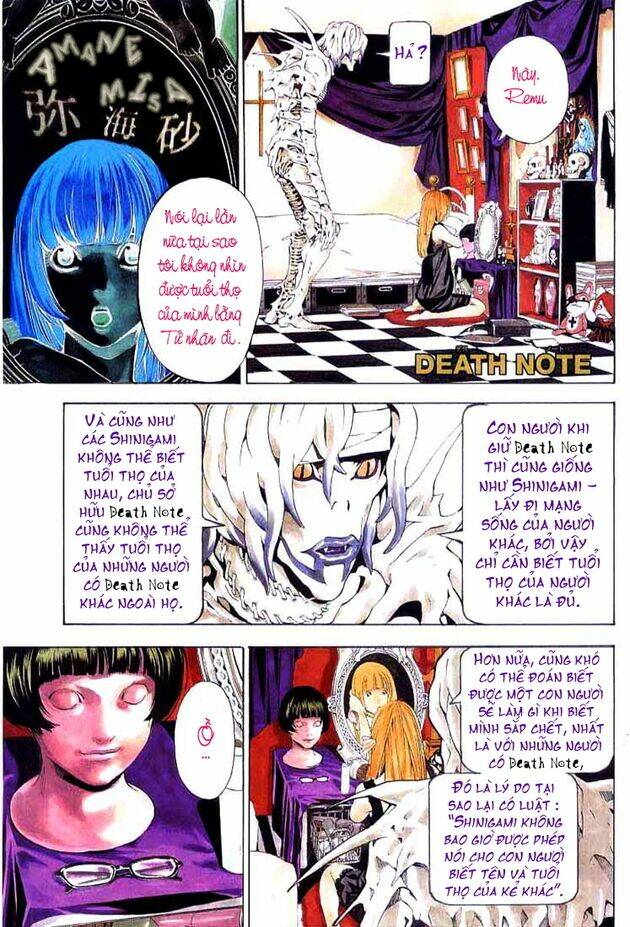 Này.
Remu
Hả?
AMANE
MISA
弥海砂
Nói lại lần
nữa tại sao
tôi không nhìn
được tuổi thọ
của mình bằng
Tử nhãn đi.
DEATH NOTE
Con người khi
giữ Death Note
thì cũng giống
như Shinigami –
lấy đi mạng
sống của người
khác, bởi vậy
chỉ cần biết tuổi
thọ của người
khác là đủ.
Và cũng như
các Shinigami
không thể biết
tuổi thọ của
nhau, chủ sở
hữu Death Note
cũng không thể
thấy tuổi thọ
của những người
có Death Note
khác ngoài họ.
Hơn nữa, cũng khó
có thể đoán biết
được một con người
sẽ làm gì khi biết
mình sắp chết, nhất
là với những người
có Death Note,
Đó là lý do tại
sao lại có luật :
"Shinigami không
bao giờ được phép
nói cho con người
biết tên và tuổi
thọ của kẻ khác".
Ồ
...